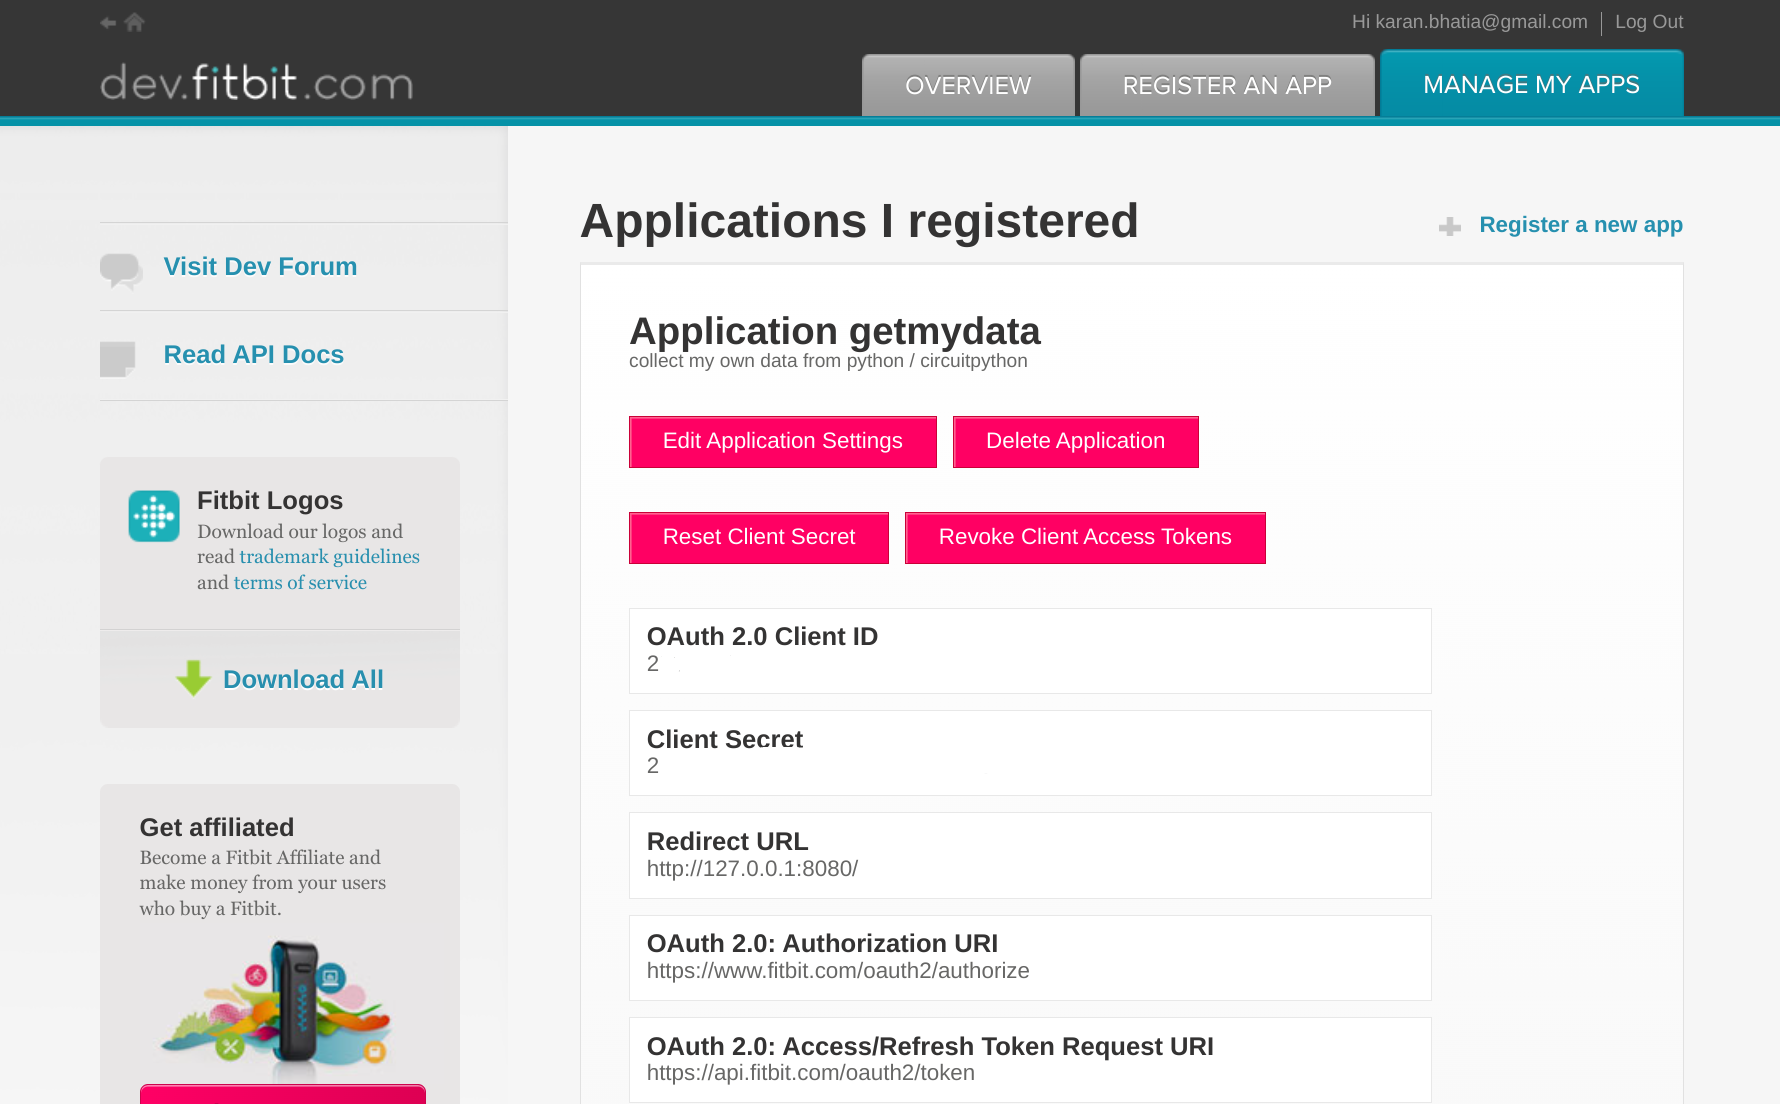 Hi karan.bhatia@gmail.com Log Out
dev.fitbit.com
OVERVIEW
REGISTER AN APP
MANAGE MY APPS
Visit Dev Forum
Read API Docs
Fitbit Logos
Download our logos and
read trademark guidelines
and terms of service
Download All
Get affiliated
Become a Fitbit Affiliate and
make money from your users
who buy a Fitbit.
Applications I registered
Register a new app
Application getmydata
collect my own data from python / circuitpython
Edit Application Settings
Delete Application
Reset Client Secret
Revoke Client Access Tokens
OAuth 2.0 Client ID
2
Client Secret
2
Redirect URL
http://127.0.0.1:8080/
OAuth 2.0: Authorization URI
https://www.fitbit.com/oauth2/authorize
OAuth 2.0: Access/Refresh Token Request URI
https://api.fitbit.com/oauth2/token